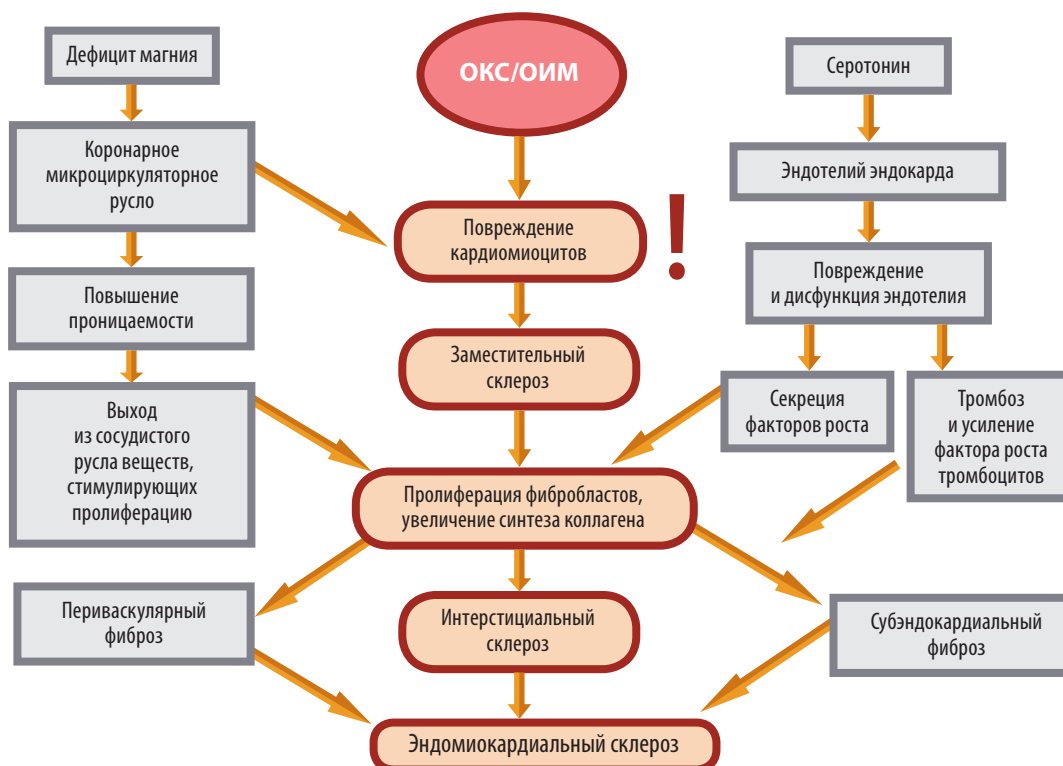 Дефицит магния
Коронарное
микроциркуляторное
русло
Повышение
проницаемости
Выход
из сосудистого
русла веществ,
стимулирующих
пролиферацию
Периваскулярный
фиброз
ОКС/ОИМ
Повреждение
кардиомиоцитов
!
Заместительный
склероз
Пролиферация фибробластов,
увеличение синтеза коллагена
Интерстициальный
склероз
Эндомиокардиальный склероз
Серотонин
Эндотелий эндокарда
Повреждение
и дисфункция эндотелия
Секреция
факторов роста
Тромбоз
и усиление
фактора роста
тромбоцитов
Субэндокардиальный
фиброз